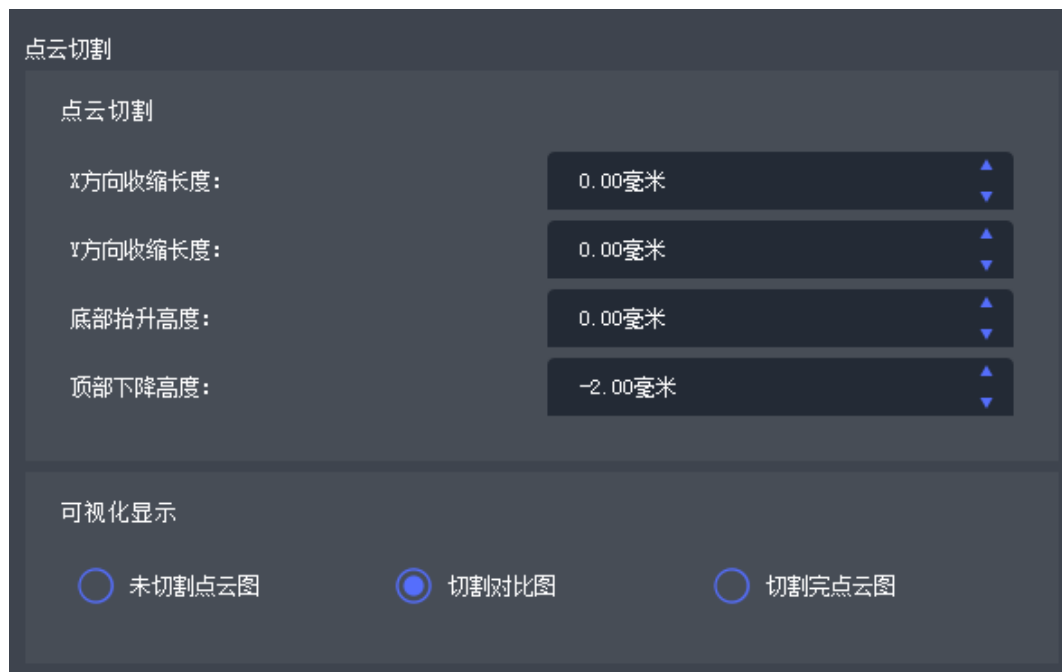 点云切割
点云切割
X方向收缩长度: 0.00毫米
Y方向收缩长度: 0.00毫米
底部抬升高度: 0.00毫米
顶部下降高度: -2.00毫米
可视化显示
未切割点云图 切割对比图 切割完点云图